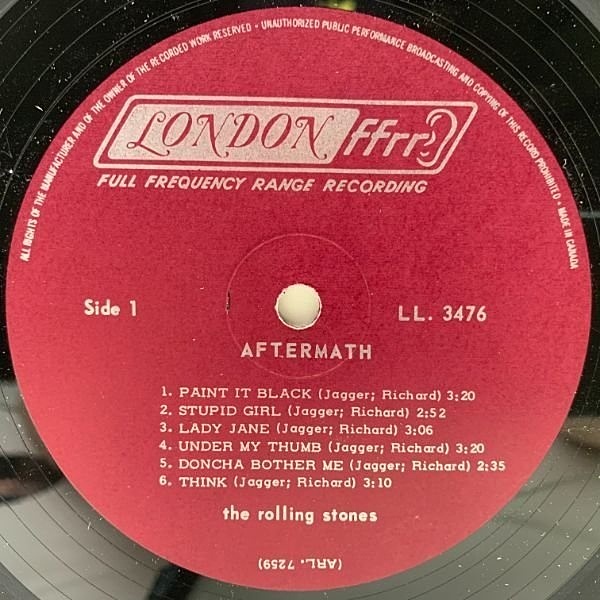 ALL RIGHTS OF THE MANUFACTURER AND OF THE OWNER OF THE RECORDED WORK RESERVED - UNAUTHORIZED PUBLIC PERFORMANCE BROADCASTING AND COPYING OF THIS RECORD PROHIBITED - MADE IN CANADA
LONDON ffrr
FULL FREQUENCY RANGE RECORDING
Side 1
LL. 3476
AFTERMATH
1. PAINT IT BLACK (Jagger; Richard) 3:20
2. STUPID GIRL (Jagger; Richard) 2:52
3. LADY JANE (Jagger; Richard) 3:06
4. UNDER MY THUMB (Jagger; Richard) 3:20
5. DONCHA BOTHER ME (Jagger; Richard) 2:35
6. THINK (Jagger; Richard) 3:10
the rolling stones
(ARL. 7259)